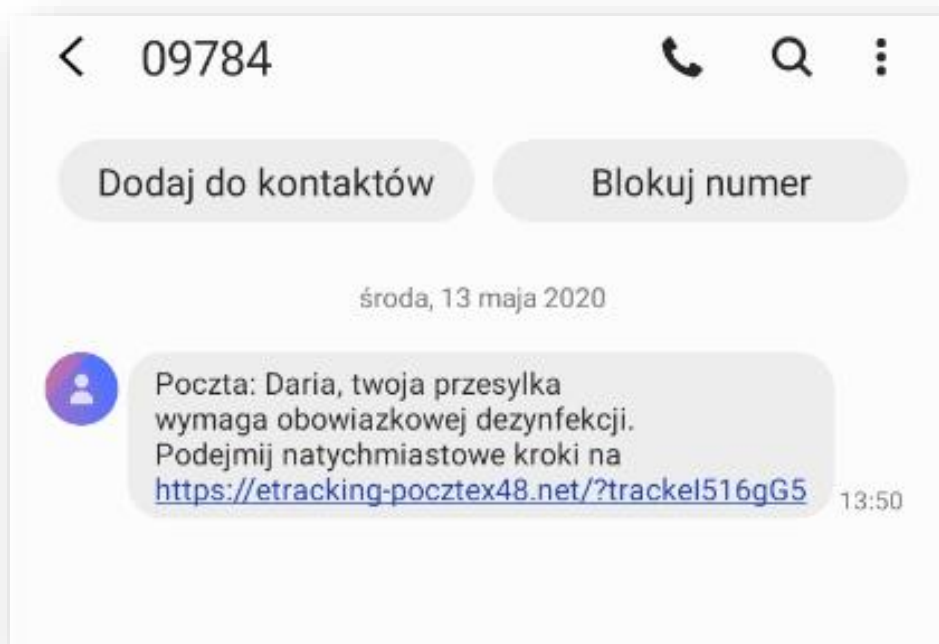 09784
Dodaj do kontaktów
Blokuj numer
środa, 13 maja 2020
Poczta: Daria, twoja przesylka
wymaga obowiazkowej dezynfekcji.
Podejmij natychmiastowe kroki na
https://etracking-pocztex48.net/?trackeI516gG5
13:50